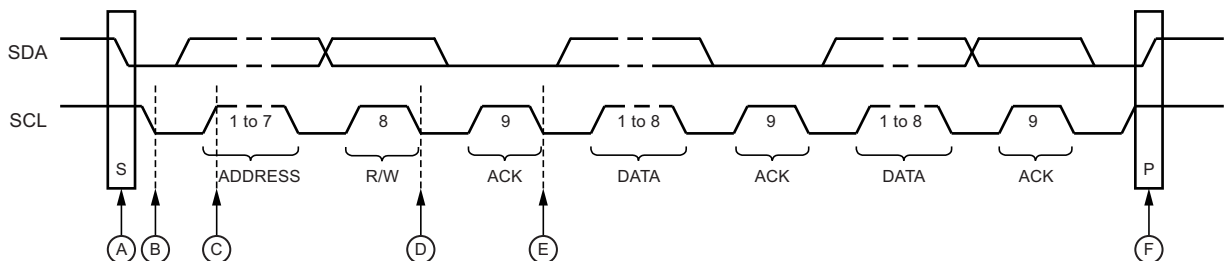 SDA
SCL
1 to 7 8 9 1 to 8 9 1 to 8 9
S P
ADDRESS R/W ACK DATA ACK DATA ACK
A B C D E F